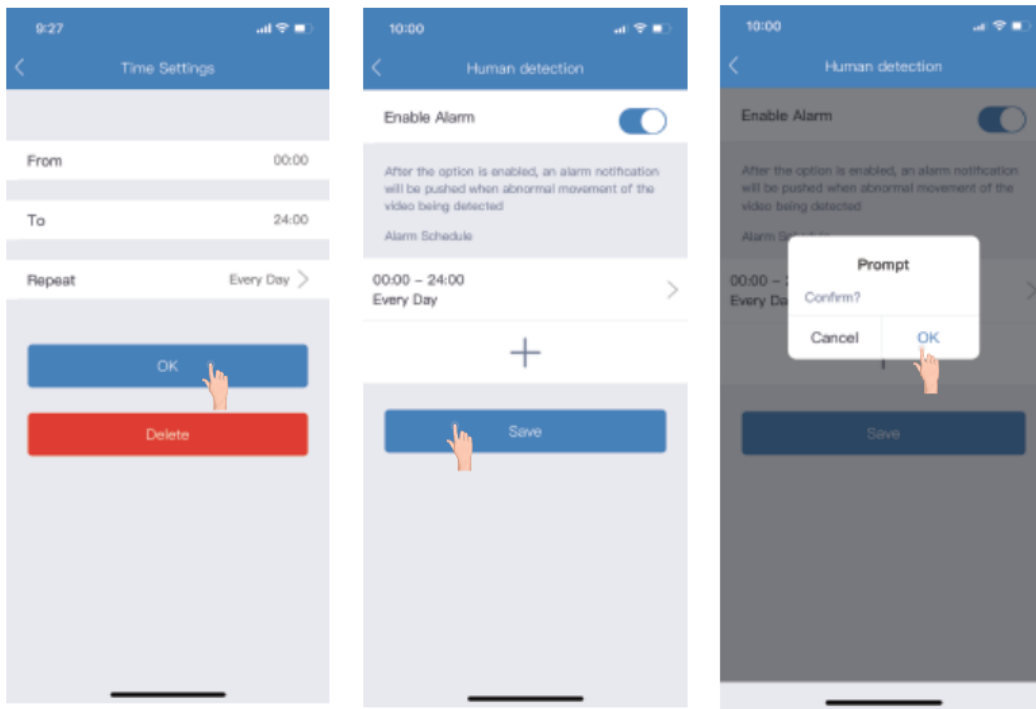 9:27
Time Settings
From 00:00
To 24:00
Repeat Every Day
OK
Delete
10:00
Human detection
Enable Alarm
After the option is enabled, an alarm notification
will be pushed when abnormal movement of the
video being detected
Alarm Schedule
00:00 – 24:00
Every Day
Save
10:00
Human detection
Enable Alarm
After the option is enabled, an alarm notification
will be pushed when abnormal movement of the
video being detected
Alarm
00:00 –
Every
Prompt
Confirm?
Cancel OK
Save